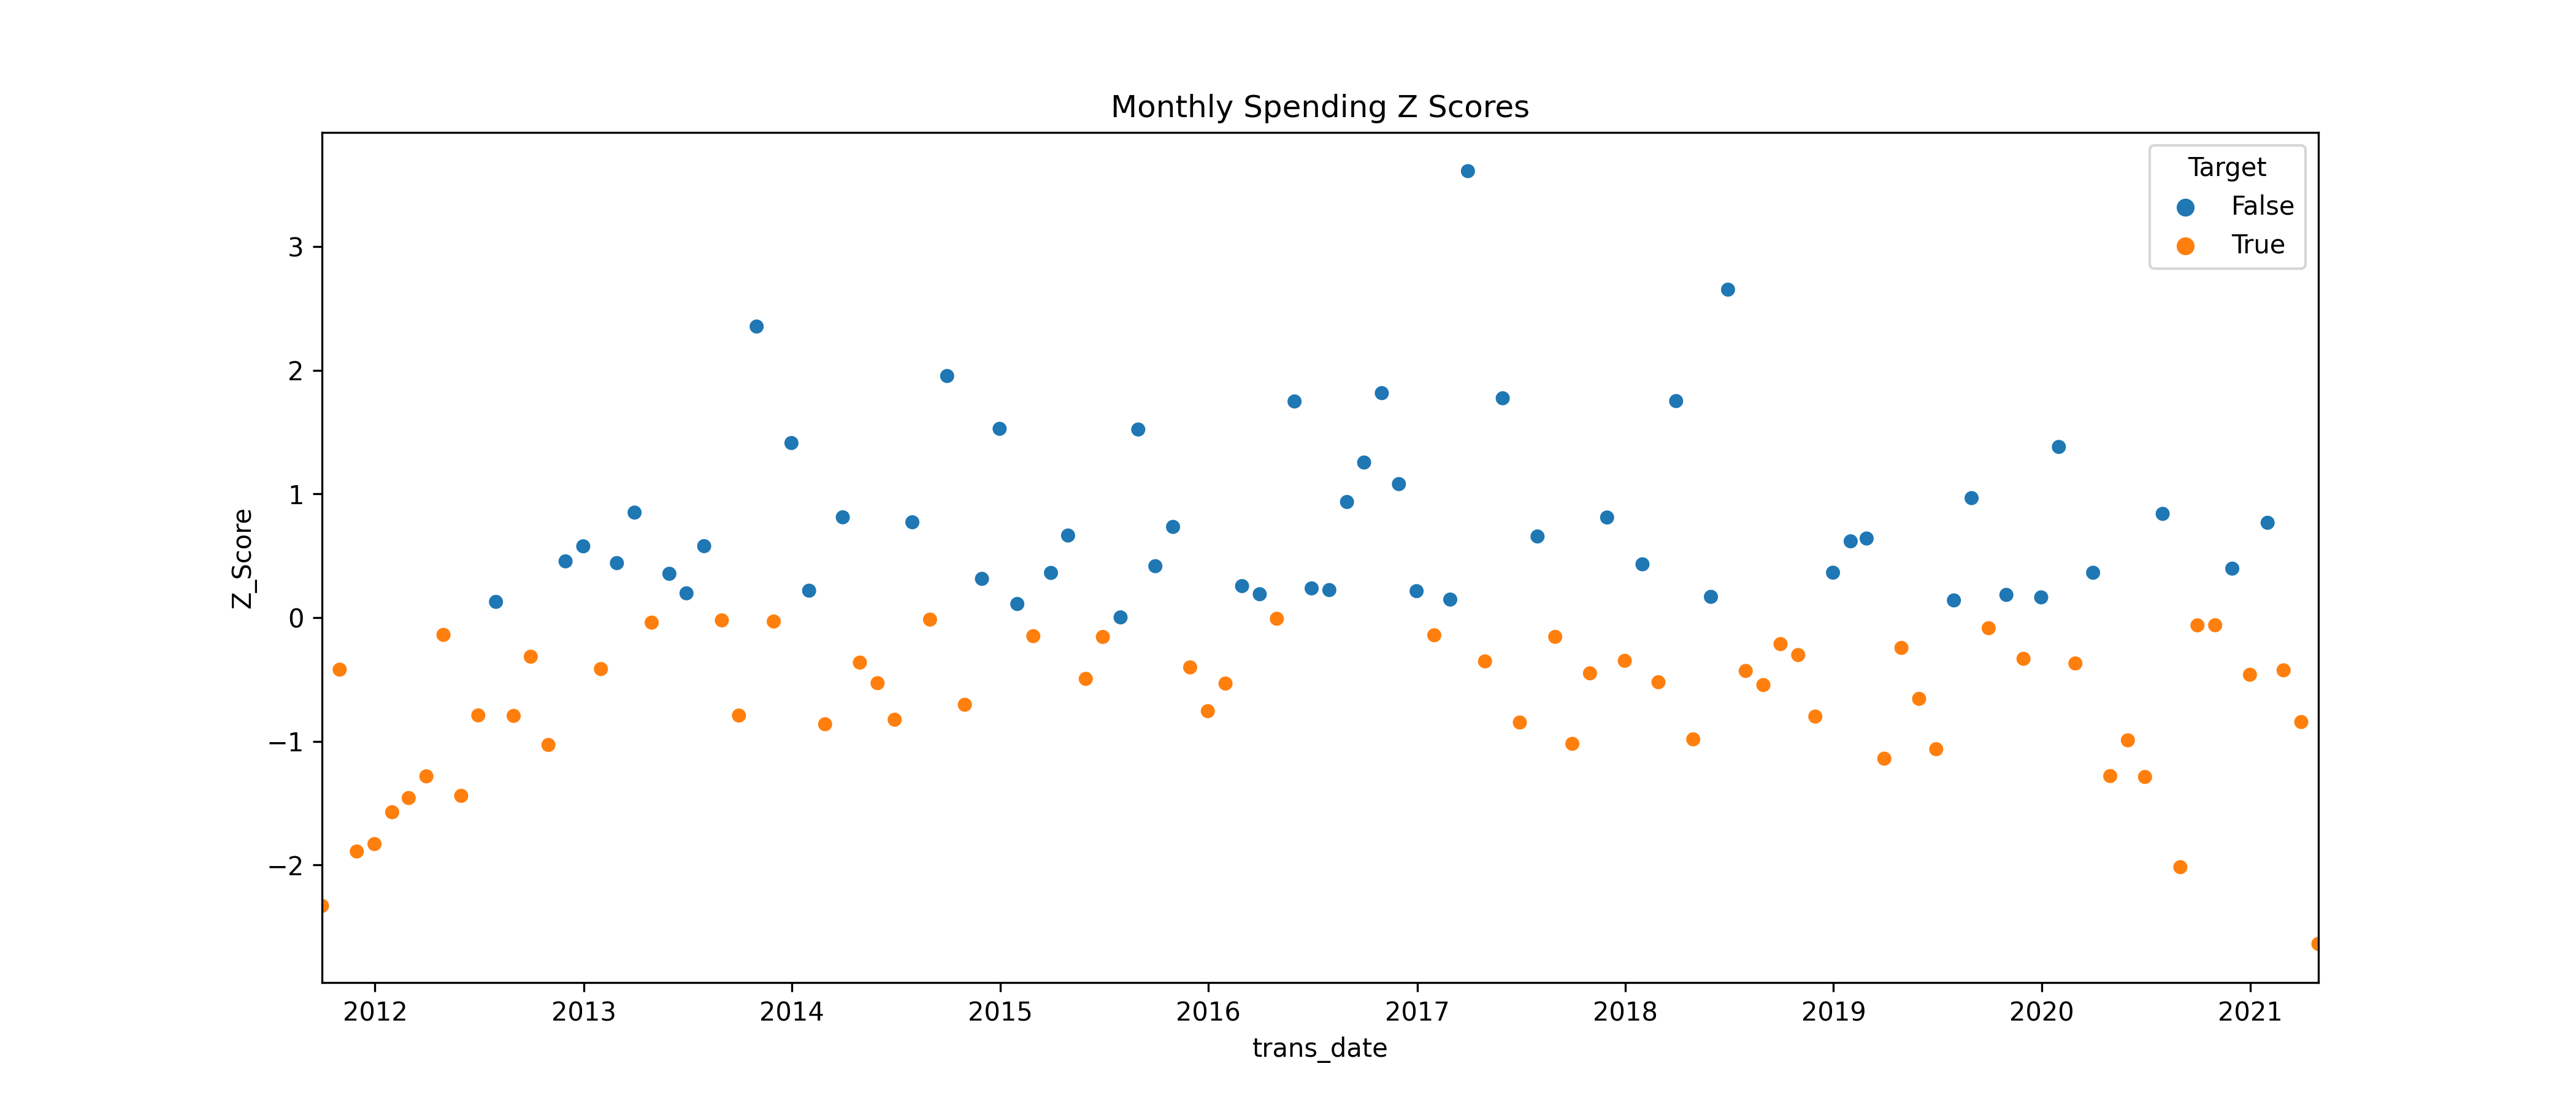 Monthly Spending Z Scores
Target
False
True
Z_Score
3
2
1
0
−1
−2
2012 2013 2014 2015 2016 2017 2018 2019 2020 2021
trans_date